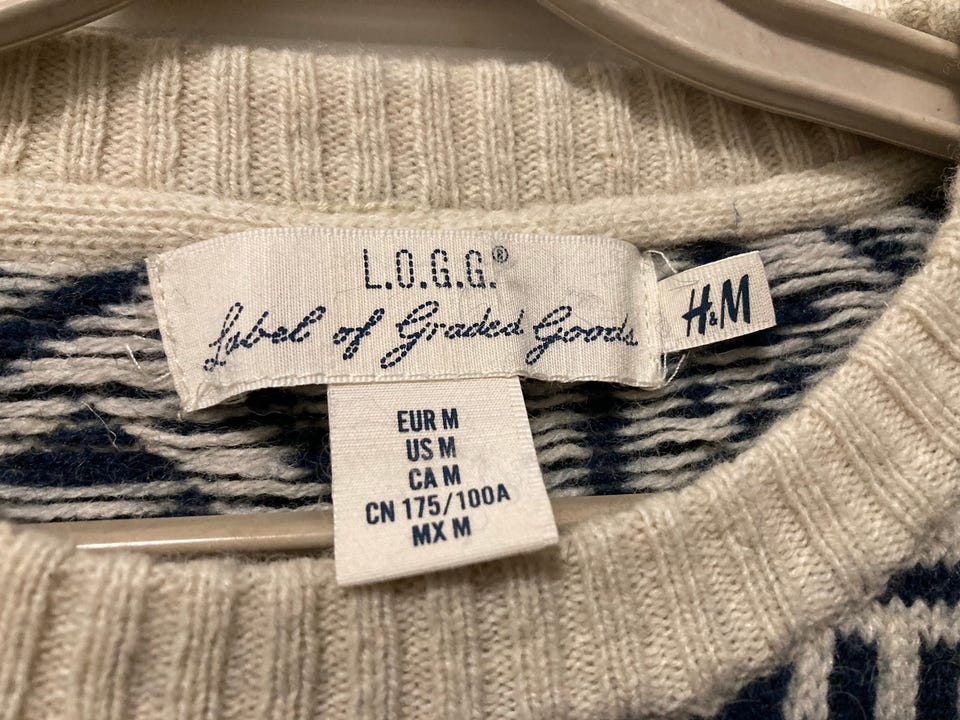 L.O.G.G.®
Label of Graded Goods
H&M
EUR M
US M
CA M
CN 175/100A
MX M